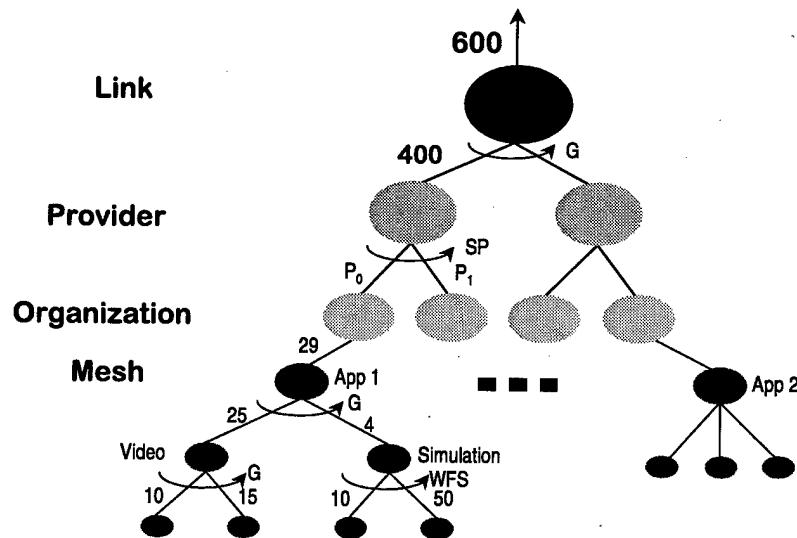 600
Link
400
G
Provider
SP
P0
P1
Organization
29
Mesh
App 1
App 2
G
25
4
Video
Simulation
G
WFS
10
15
10
50